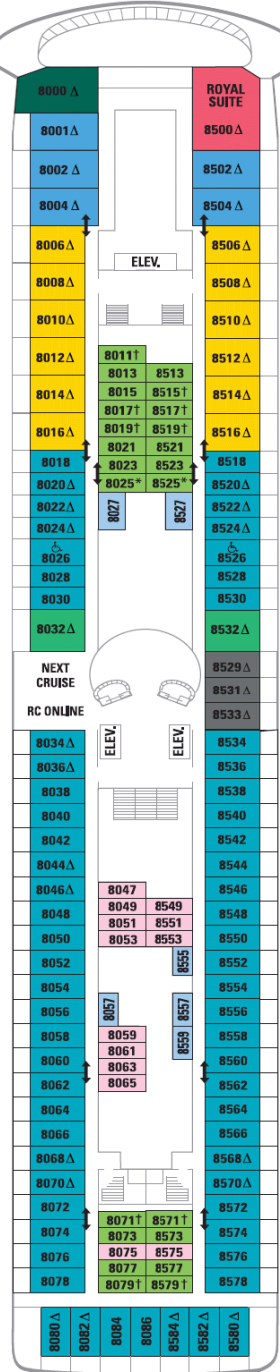 8000 Δ
ROYAL
SUITE
8500 Δ
8001 Δ
8002 Δ 8502 Δ
8004 Δ 8504 Δ
8006 Δ 8506 Δ
ELEV.
8008 Δ 8508 Δ
8010 Δ 8510 Δ
8012 Δ 8011† 8512 Δ
8013 8513
8014 Δ 8015 8515† 8514 Δ
8017† 8517†
8016 Δ 8019† 8519† 8516 Δ
8021 8521
8018 8023 8523 8518
8020 Δ 8025* 8525* 8520 Δ
8022 Δ 8027 8527 8522 Δ
8024 Δ 8524 Δ
8026 8526
8028 8528
8030 8530
8032 Δ 8532 Δ
NEXT
CRUISE
8529 Δ
8531 Δ
RC ONLINE 8533 Δ
8034 Δ ELEV. ELEV. 8534
8036 Δ 8536
8038 8538
8040 8540
8042 8542
8044 Δ 8544
8046 Δ 8047 8546
8048 8049 8549 8548
8051 8551
8050 8053 8553 8550
8052 8555 8552
8054 8554
8056 8057 8557 8556
8058 8059 8559 8558
8060 8061 8560
8063
8062 8065 8562
8064 8564
8066 8566
8068 Δ 8568 Δ
8070 Δ 8570 Δ
8072 8071† 8571† 8572
8074 8073 8573 8574
8076 8075 8575 8576
8077 8577
8078 8079† 8579† 8578
8080 Δ 8082 Δ 8084 8086 8584 Δ 8582 Δ 8580 Δ